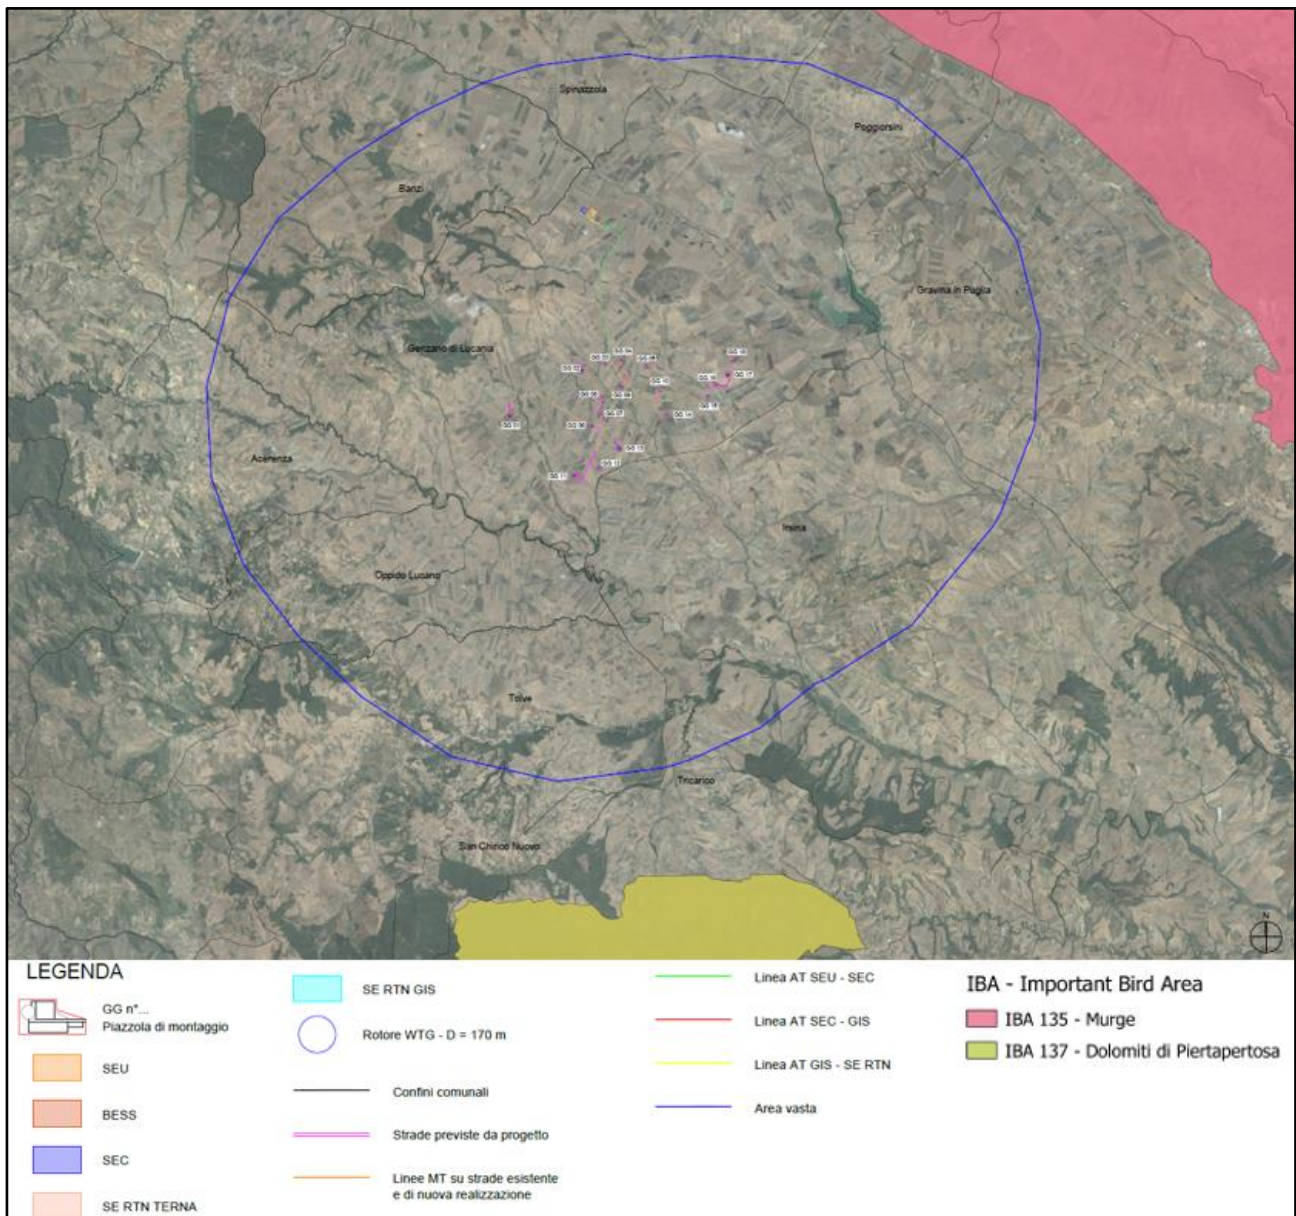 Spinazzola
Poggiorsini
Banzi
Gravina in Puglia
Genzano di Lucania
Acerenza
Irsina
Oppido Lucano
Tolve
Tricarico
San Chirico Nuovo
N
LEGENDA
GG n°...
Piazzola di montaggio
SEU
BESS
SEC
SE RTN TERNA
SE RTN GIS
Rotore WTG - D = 170 m
Confini comunali
Strade previste da progetto
Linee MT su strade esistente
e di nuova realizzazione
Linea AT SEU - SEC
Linea AT SEC - GIS
Linea AT GIS - SE RTN
Area vasta
IBA - Important Bird Area
IBA 135 - Murge
IBA 137 - Dolomiti di Piertapertosa